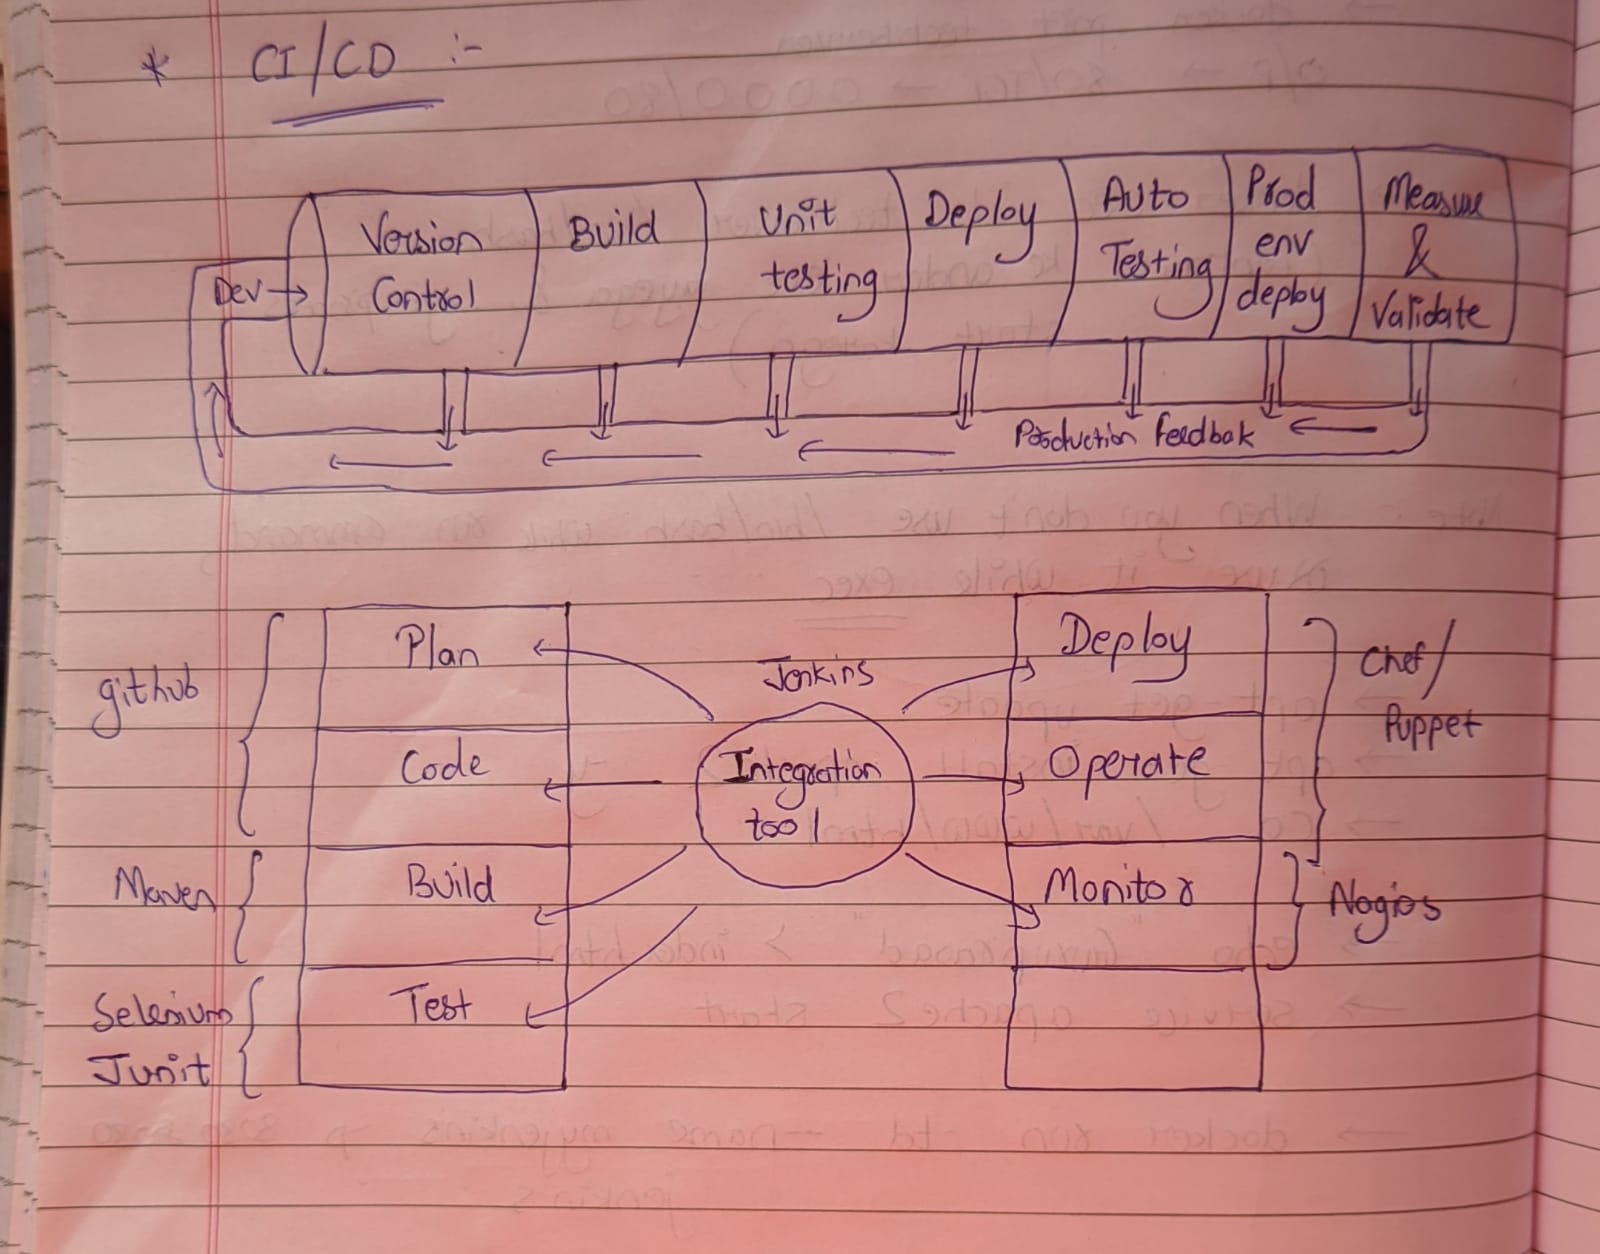 * CI/CD :-
Version
Control
Build
Unit
testing
Deploy
Auto
Testing
Prod
env
deploy
Measure
&
Validate
Dev →
Production Feedbak ←
github
Plan
Code
Maven
Build
Selenium
Junit
Test
Jenkins
Integration
tool
Deploy
Operate
Monitor
Chef/
Puppet
Nagios